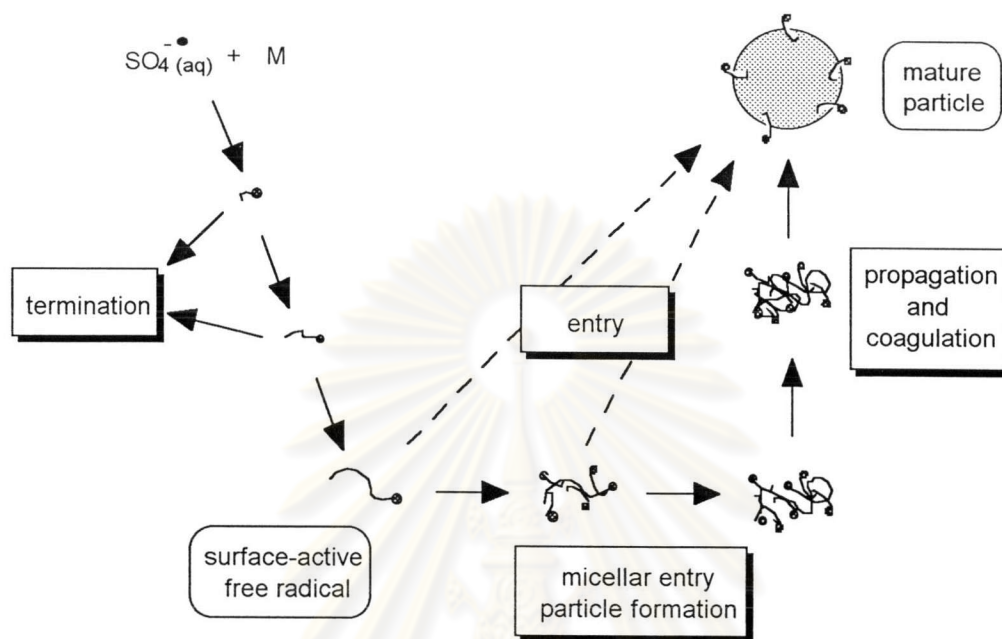 SO4 (aq) -• + M
mature
particle
termination
entry
propagation
and
coagulation
surface-active
free radical
micellar entry
particle formation